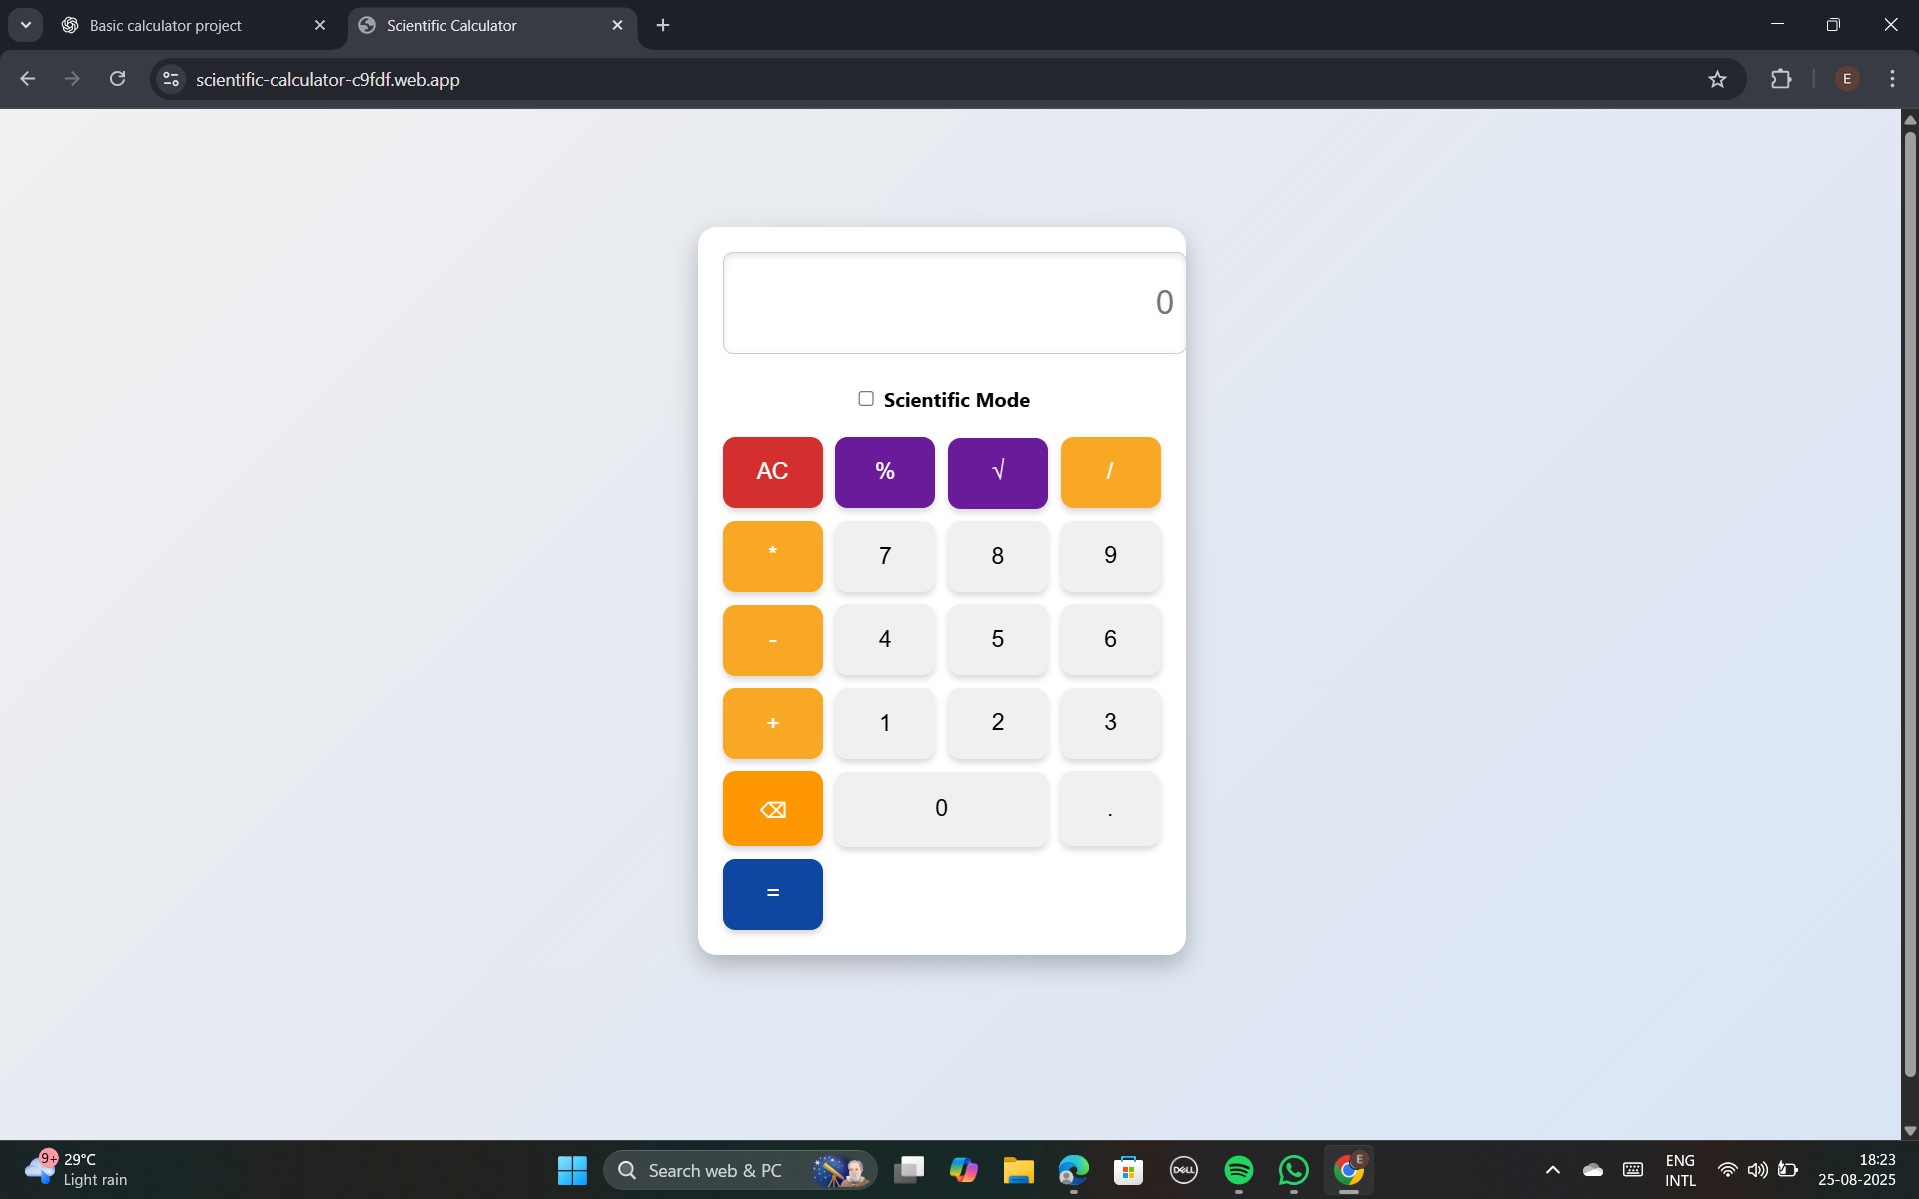 Basic calculator project
Scientific Calculator
scientific-calculator-c9fdf.web.app
E
0
Scientific Mode
AC % √ /
* 7 8 9
- 4 5 6
+ 1 2 3
⌫ 0 .
=
9+
29°C
Light rain
Search web & PC
DELL
E
ENG
INTL
18:23
25-08-2025